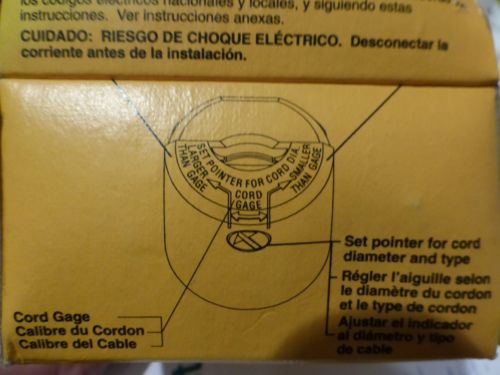 los códigos eléctricos nacionales y locales, y siguiendo estas
instrucciones. Ver instrucciones anexas.
CUIDADO: RIESGO DE CHOQUE ELÉCTRICO. Desconectar la
corriente antes de la instalación.
SET POINTER FOR CORD DIA.
LARGER
THAN GAGE
SMALLER
THAN GAGE
CORD
GAGE
Set pointer for cord
diameter and type
Régler l'aiguille selon
le diamètre du cordon
et le type de cordon
Ajustar el indicador
al diámetro y tipo
de cable
Cord Gage
Calibre du Cordon
Calibre del Cable